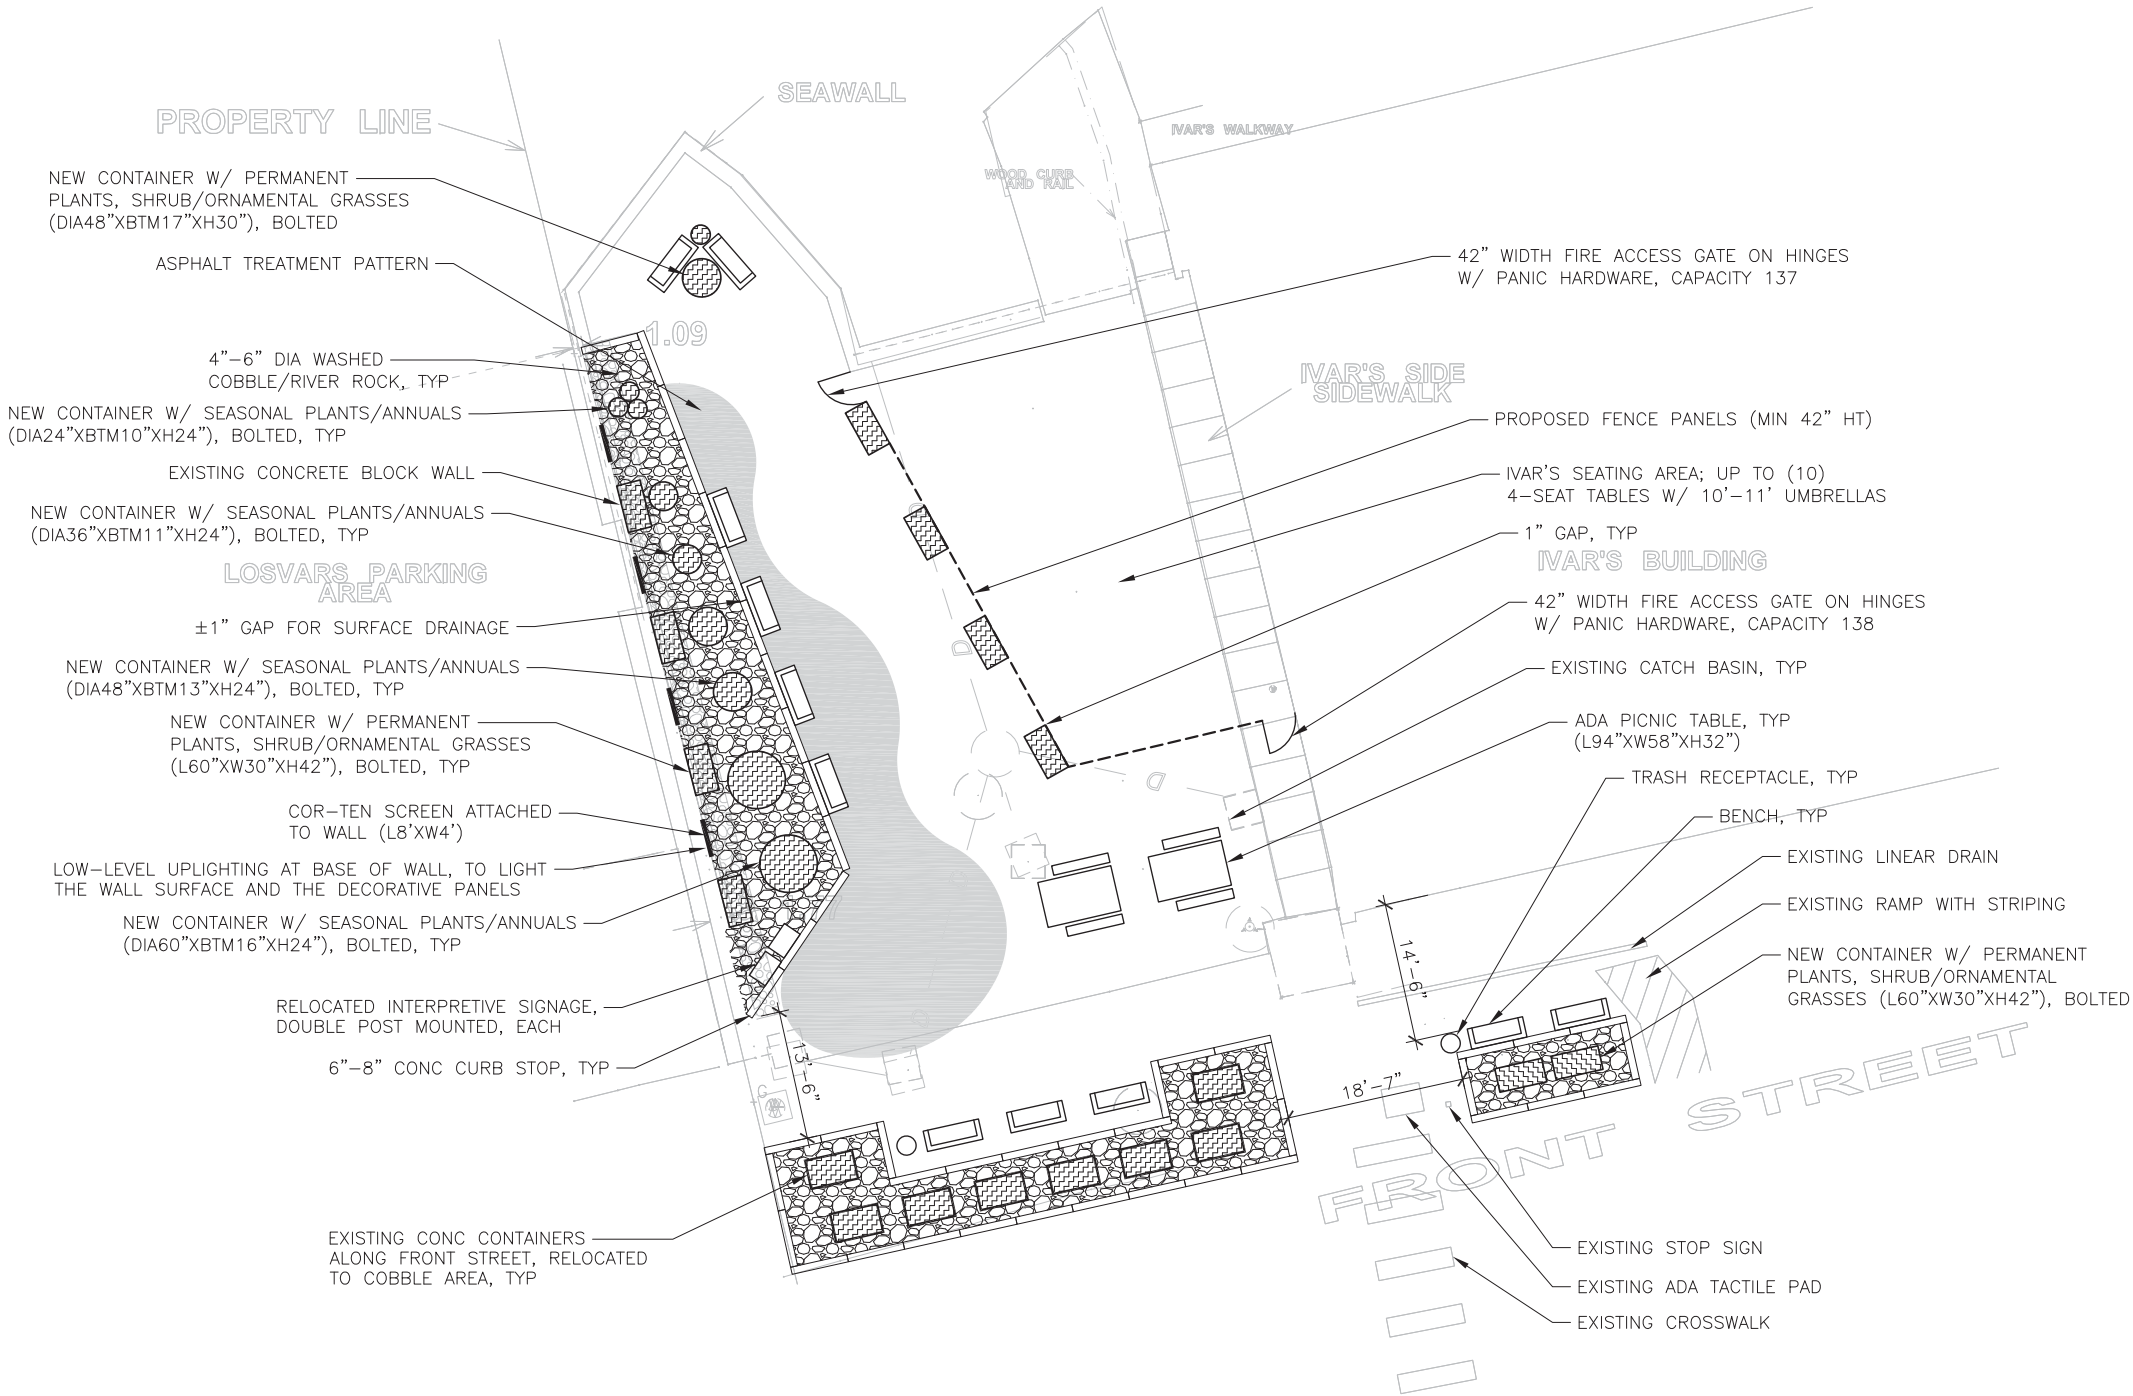 SEAWALL
PROPERTY LINE
IVAR'S WALKWAY
WOOD CURB
AND RAIL
NEW CONTAINER W/ PERMANENT
PLANTS, SHRUB/ORNAMENTAL GRASSES
(DIA48"XBTM17"XH30"), BOLTED
ASPHALT TREATMENT PATTERN
1.09
4"-6" DIA WASHED
COBBLE/RIVER ROCK, TYP
NEW CONTAINER W/ SEASONAL PLANTS/ANNUALS
(DIA24"XBTM10"XH24"), BOLTED, TYP
EXISTING CONCRETE BLOCK WALL
NEW CONTAINER W/ SEASONAL PLANTS/ANNUALS
(DIA36"XBTM11"XH24"), BOLTED, TYP
LOSVARS PARKING
AREA
±1" GAP FOR SURFACE DRAINAGE
NEW CONTAINER W/ SEASONAL PLANTS/ANNUALS
(DIA48"XBTM13"XH24"), BOLTED, TYP
NEW CONTAINER W/ PERMANENT
PLANTS, SHRUB/ORNAMENTAL GRASSES
(L60"XW30"XH42"), BOLTED, TYP
COR-TEN SCREEN ATTACHED
TO WALL (L8'XW4')
LOW-LEVEL UPLIGHTING AT BASE OF WALL, TO LIGHT
THE WALL SURFACE AND THE DECORATIVE PANELS
NEW CONTAINER W/ SEASONAL PLANTS/ANNUALS
(DIA60"XBTM16"XH24"), BOLTED, TYP
RELOCATED INTERPRETIVE SIGNAGE,
DOUBLE POST MOUNTED, EACH
6"-8" CONC CURB STOP, TYP
13'-6"
G
EXISTING CONC CONTAINERS
ALONG FRONT STREET, RELOCATED
TO COBBLE AREA, TYP
42" WIDTH FIRE ACCESS GATE ON HINGES
W/ PANIC HARDWARE, CAPACITY 137
IVAR'S SIDE
SIDEWALK
PROPOSED FENCE PANELS (MIN 42" HT)
IVAR'S SEATING AREA; UP TO (10)
4-SEAT TABLES W/ 10'-11' UMBRELLAS
1" GAP, TYP
IVAR'S BUILDING
42" WIDTH FIRE ACCESS GATE ON HINGES
W/ PANIC HARDWARE, CAPACITY 138
EXISTING CATCH BASIN, TYP
ADA PICNIC TABLE, TYP
(L94"XW58"XH32")
D
D
TRASH RECEPTACLE, TYP
BENCH, TYP
EXISTING LINEAR DRAIN
EXISTING RAMP WITH STRIPING
NEW CONTAINER W/ PERMANENT
PLANTS, SHRUB/ORNAMENTAL
GRASSES (L60"XW30"XH42"), BOLTED
14'-6"
18'-7"
FRONT STREET
EXISTING STOP SIGN
EXISTING ADA TACTILE PAD
EXISTING CROSSWALK